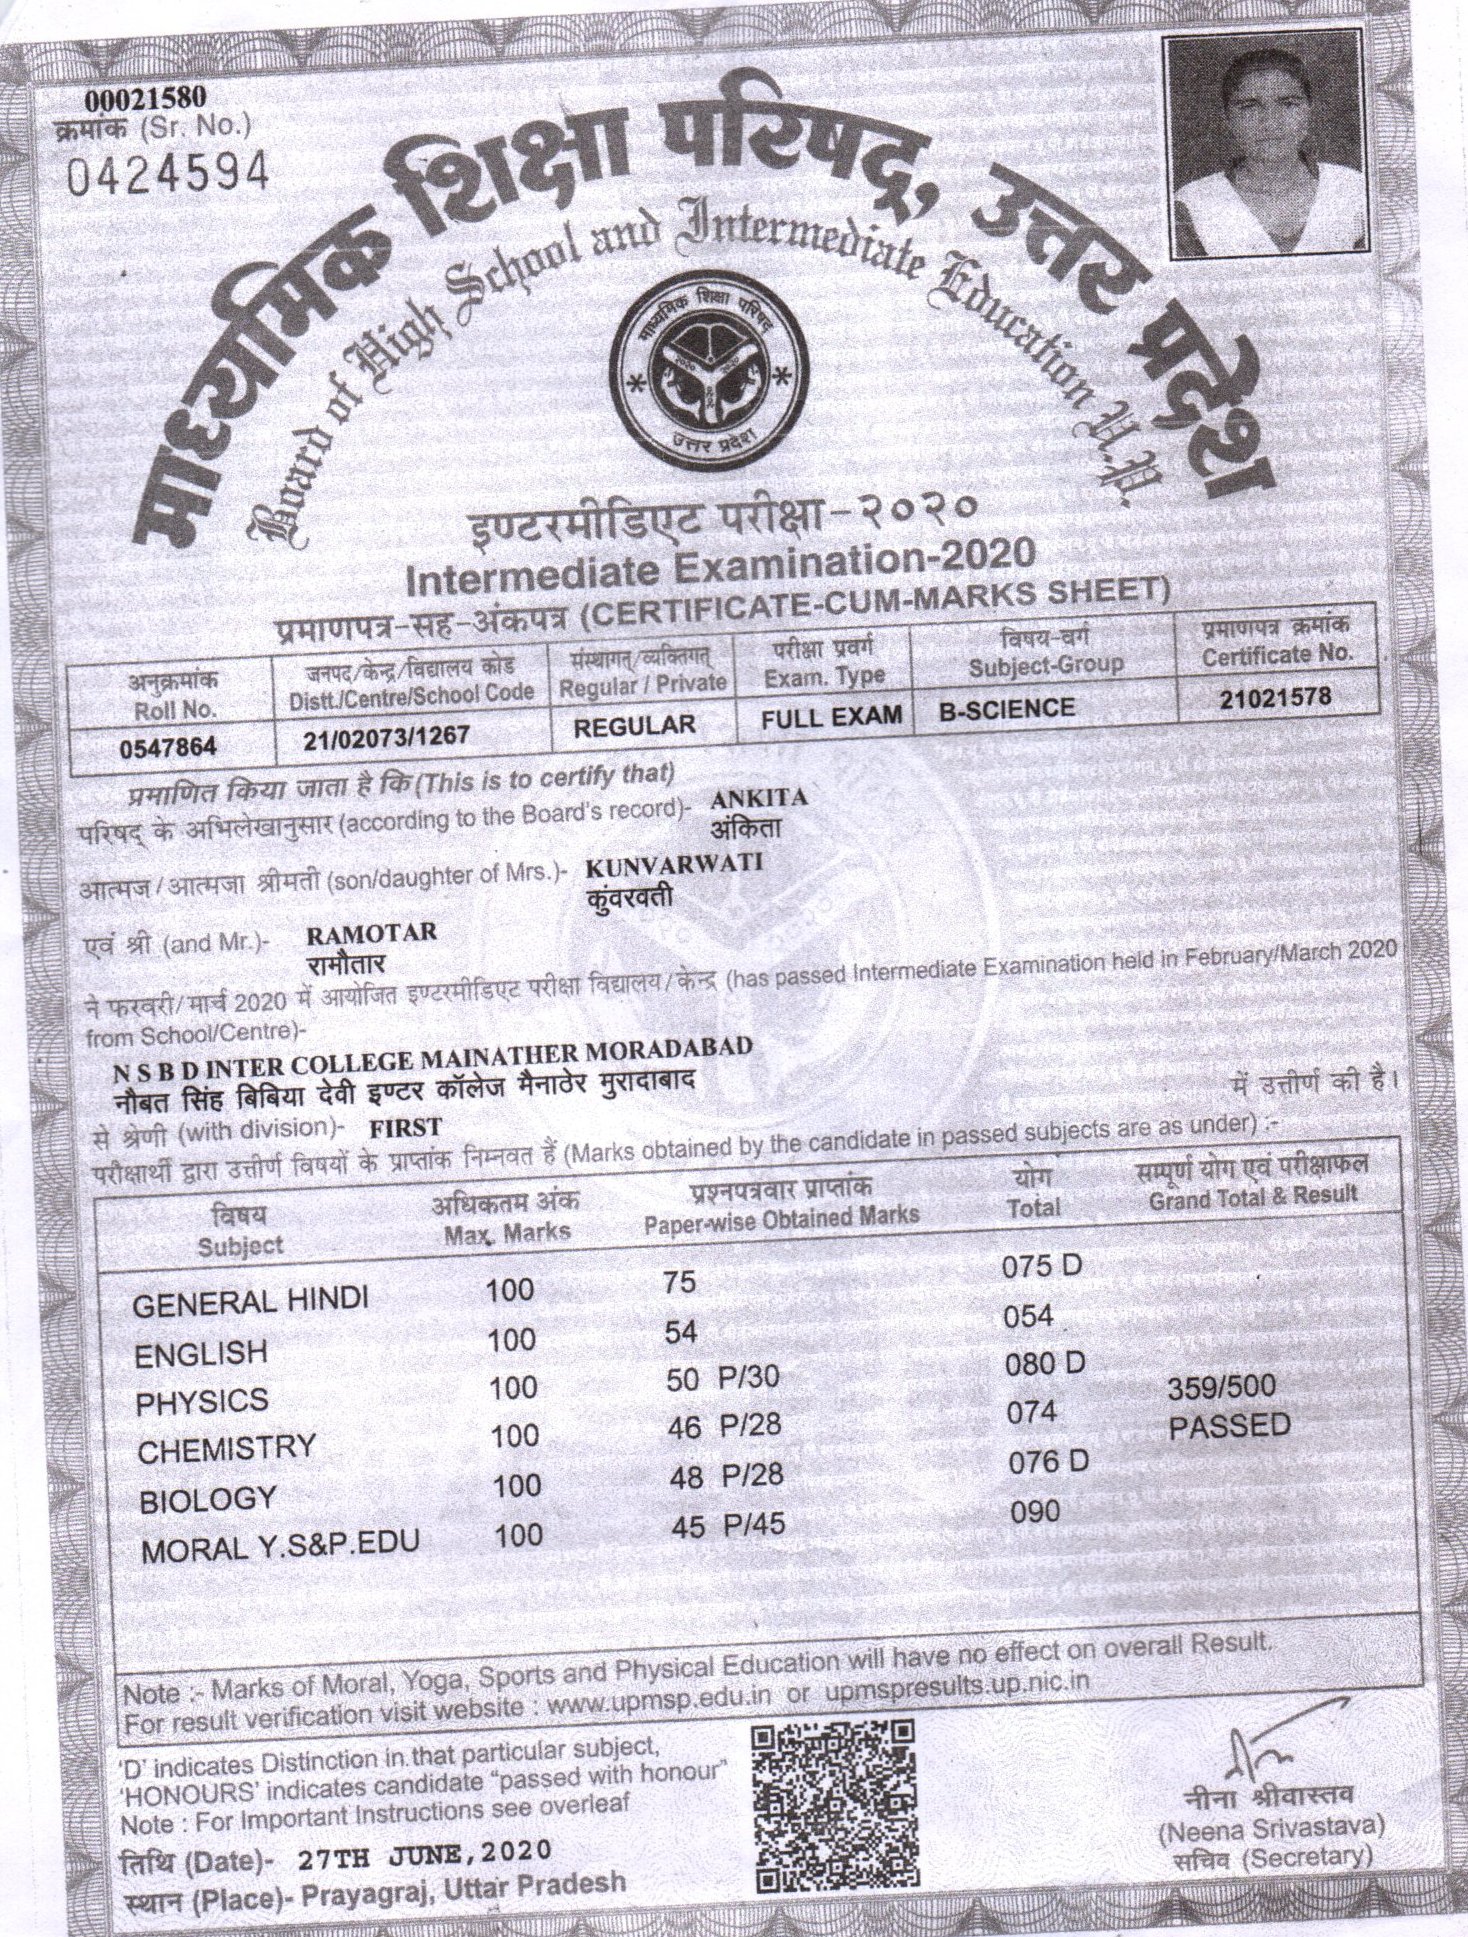 00021580
क्रमांक (Sr. No.)
0424594
माध्यमिक शिक्षा परिषद्, उत्तर प्रदेश
Board of High School and Intermediate Education U.P.
माध्यमिक शिक्षा परिषद
2020 2020
उत्तर प्रदेश
इण्टरमीडिएट परीक्षा-२०२०
Intermediate Examination-2020
प्रमाणपत्र-सह-अंकपत्र (CERTIFICATE-CUM-MARKS SHEET)
अनुक्रमांक जनपद/केन्द्र/विद्यालय कोड संस्थागत्/व्यक्तिगत् परीक्षा प्रवर्ग विषय-वर्ग प्रमाणपत्र क्रमांक
Roll No. Distt./Centre/School Code Regular / Private Exam. Type Subject-Group Certificate No.
0547864 21/02073/1267 REGULAR FULL EXAM B-SCIENCE 21021578
प्रमाणित किया जाता है कि (This is to certify that)
परिषद् के अभिलेखानुसार (according to the Board's record)- ANKITA
अंकिता
आत्मज/आत्मजा श्रीमती (son/daughter of Mrs.)- KUNVARWATI
कुंवरवती
एवं श्री (and Mr.)- RAMOTAR
रामौतार
ने फरवरी/मार्च 2020 में आयोजित इण्टरमीडिएट परीक्षा विद्यालय/केन्द्र (has passed Intermediate Examination held in February/March 2020
from School/Centre)-
N S B D INTER COLLEGE MAINATHER MORADABAD
नौबत सिंह बिबिया देवी इण्टर कॉलेज मैनाठेर मुरादाबाद
में उत्तीर्ण की है।
से श्रेणी (with division)- FIRST
परीक्षार्थी द्वारा उत्तीर्ण विषयों के प्राप्तांक निम्नवत हैं (Marks obtained by the candidate in passed subjects are as under) :-
विषय अधिकतम अंक प्रश्नपत्रवार प्राप्तांक योग सम्पूर्ण योग एवं परीक्षाफल
Subject Max. Marks Paper-wise Obtained Marks Total Grand Total & Result
GENERAL HINDI 100 75 075 D
ENGLISH 100 54 054
PHYSICS 100 50 P/30 080 D 359/500
CHEMISTRY 100 46 P/28 074 PASSED
BIOLOGY 100 48 P/28 076 D
MORAL Y.S&P.EDU 100 45 P/45 090
Note :- Marks of Moral, Yoga, Sports and Physical Education will have no effect on overall Result.
For result verification visit website : www.upmsp.edu.in or upmspresults.up.nic.in
'D' indicates Distinction in that particular subject,
'HONOURS' indicates candidate "passed with honour"
Note : For Important Instructions see overleaf
तिथि (Date)- 27TH JUNE, 2020
स्थान (Place)- Prayagraj, Uttar Pradesh
नीना श्रीवास्तव
(Neena Srivastava)
सचिव (Secretary)